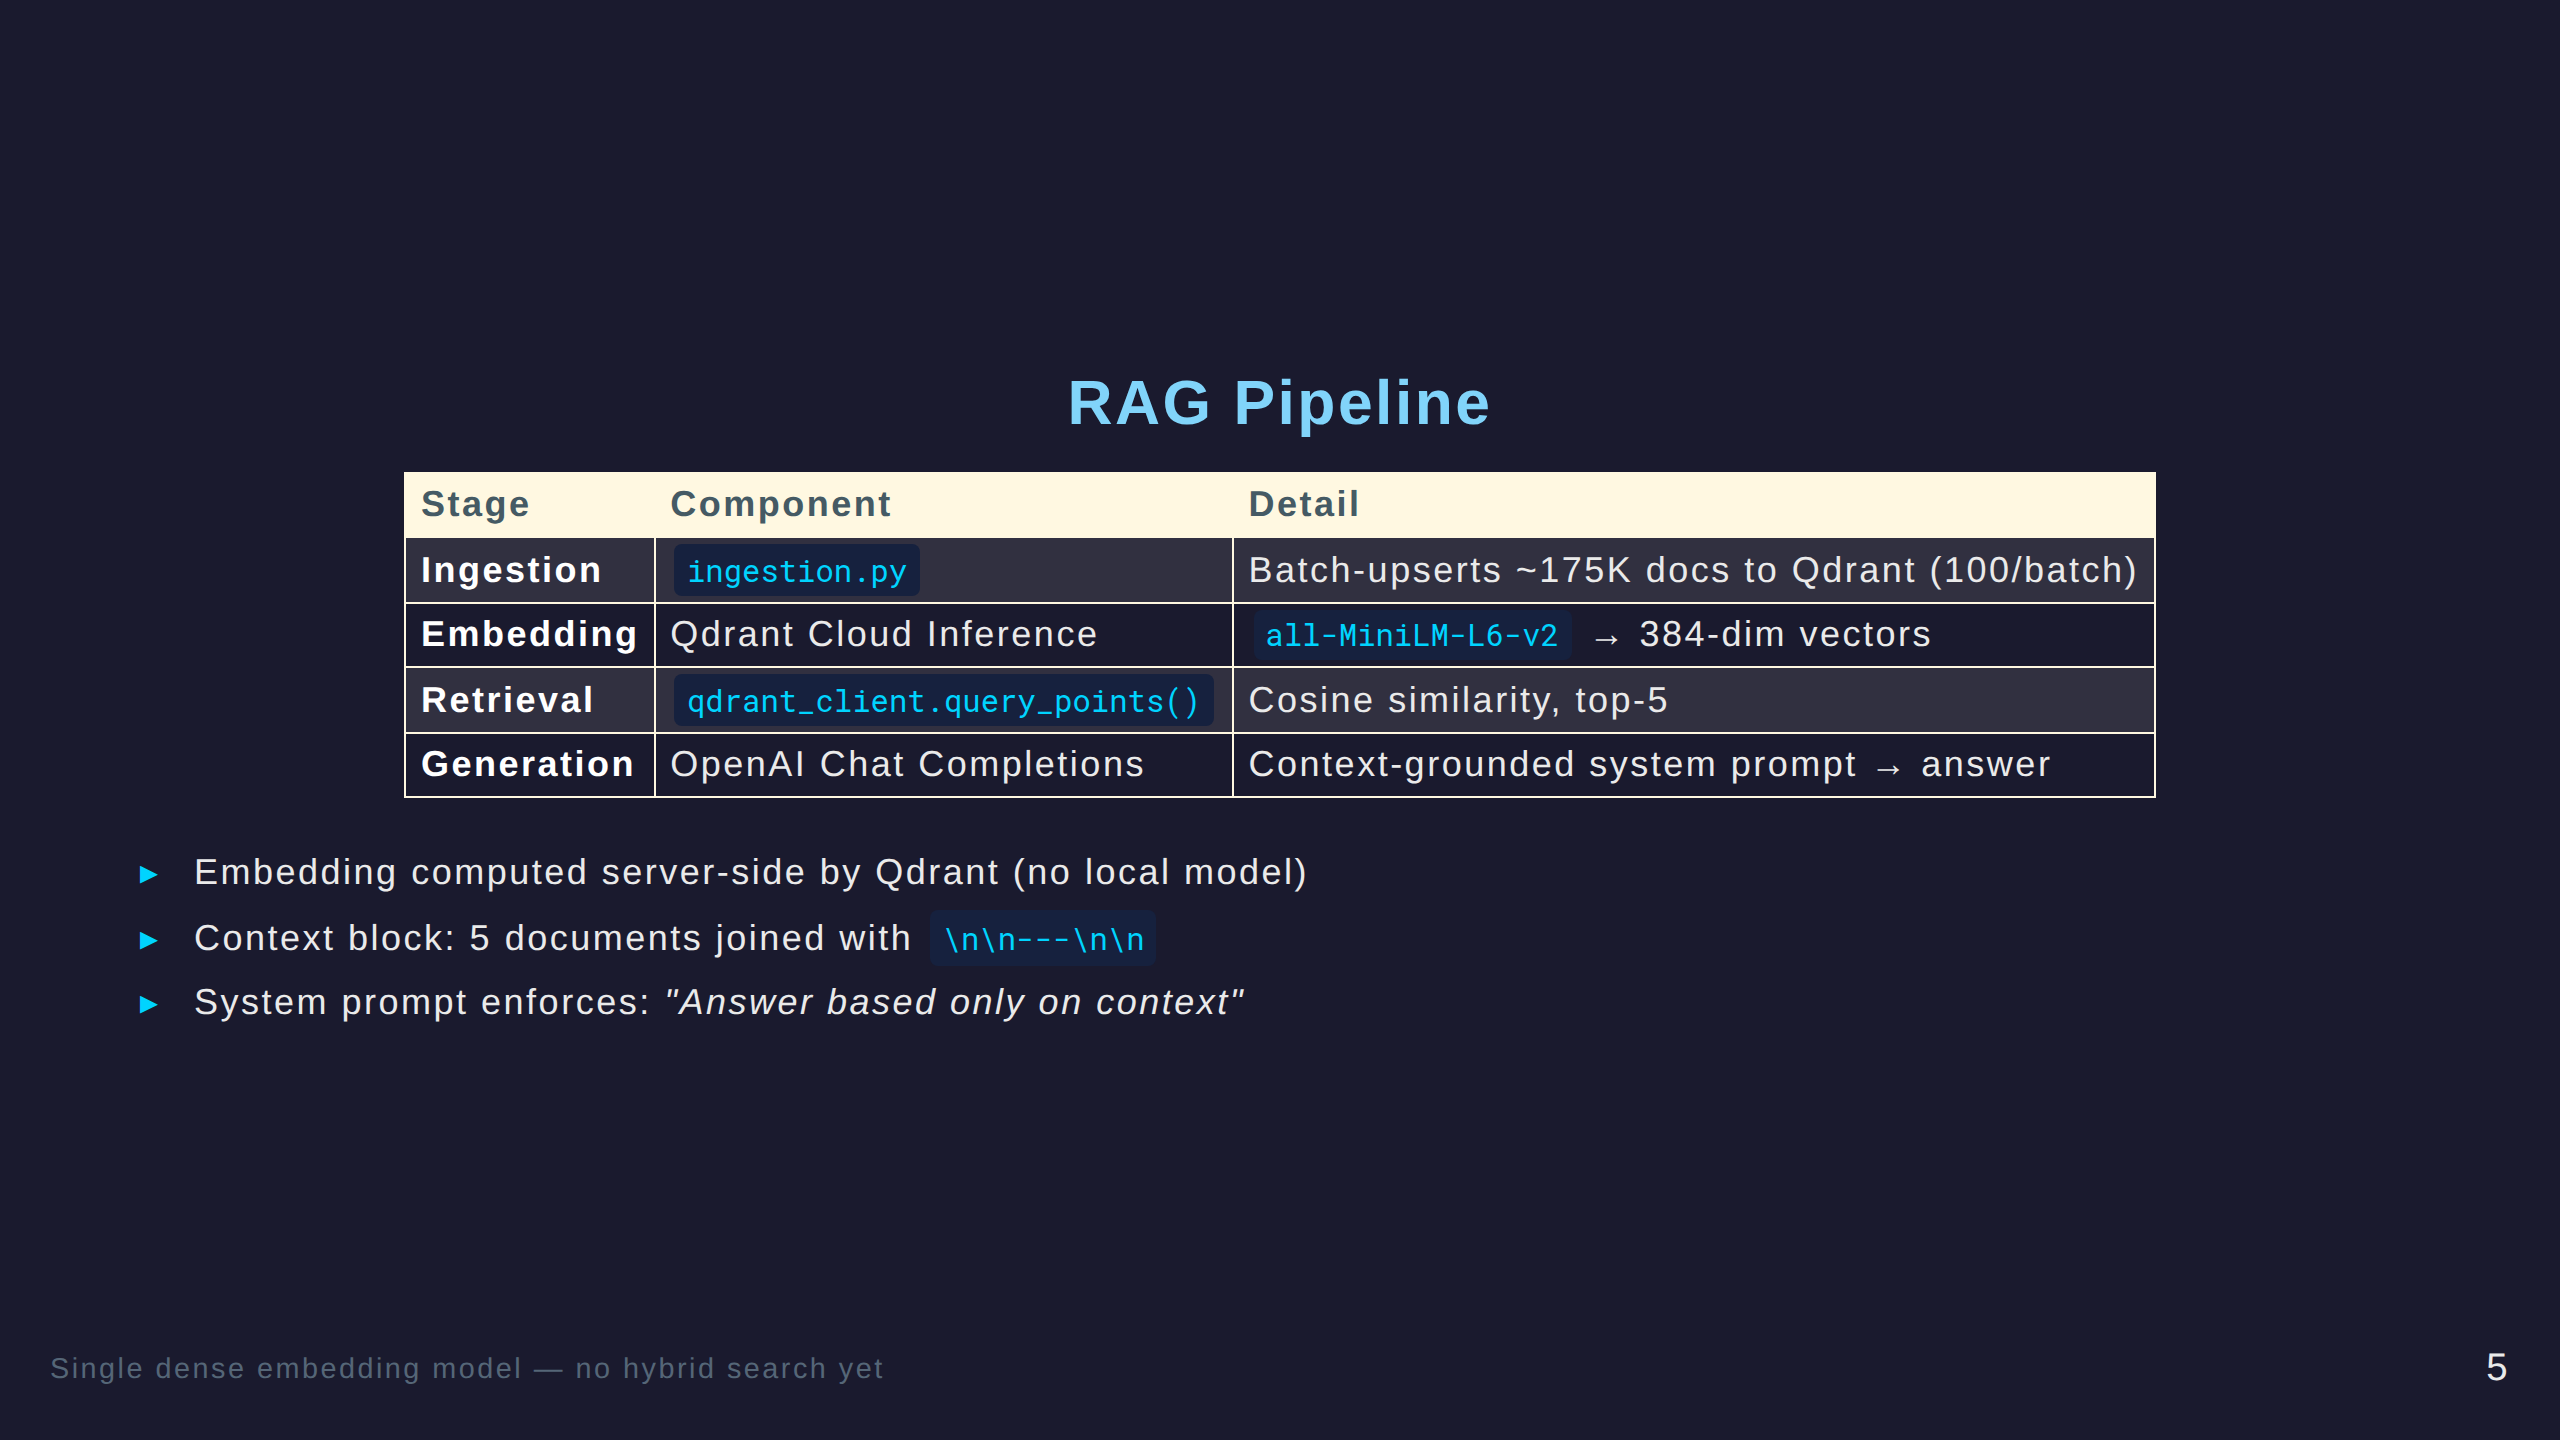 RAG Pipeline
Stage Component Detail
Ingestion ingestion.py Batch-upserts ~175K docs to Qdrant (100/batch)
Embedding Qdrant Cloud Inference all-MiniLM-L6-v2 → 384-dim vectors
Retrieval qdrant_client.query_points() Cosine similarity, top-5
Generation OpenAI Chat Completions Context-grounded system prompt → answer
▶ Embedding computed server-side by Qdrant (no local model)
▶ Context block: 5 documents joined with \n\n---\n\n
▶ System prompt enforces: "Answer based only on context"
Single dense embedding model — no hybrid search yet
5